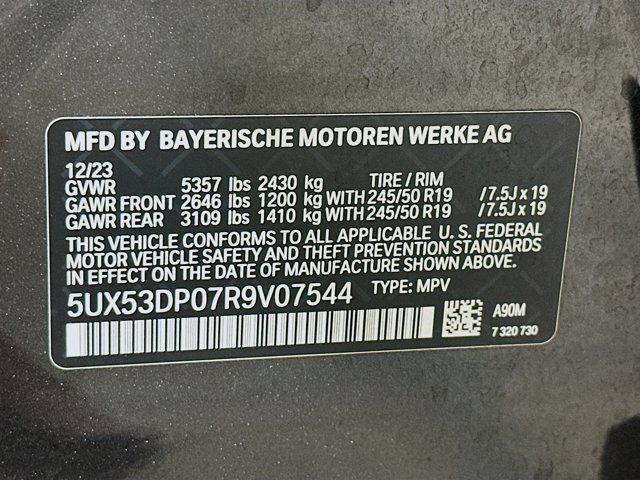 MFD BY BAYERISCHE MOTOREN WERKE AG
12/23
GVWR 5357 lbs 2430 kg TIRE / RIM
GAWR FRONT 2646 lbs 1200 kg WITH 245/50 R19 /7.5J x 19
GAWR REAR 3109 lbs 1410 kg WITH 245/50 R19 /7.5J x 19
THIS VEHICLE CONFORMS TO ALL APPLICABLE U. S. FEDERAL
MOTOR VEHICLE SAFETY AND THEFT PREVENTION STANDARDS
IN EFFECT ON THE DATE OF MANUFACTURE SHOWN ABOVE.
5UX53DP07R9V07544 TYPE: MPV
A90M
7 320 730